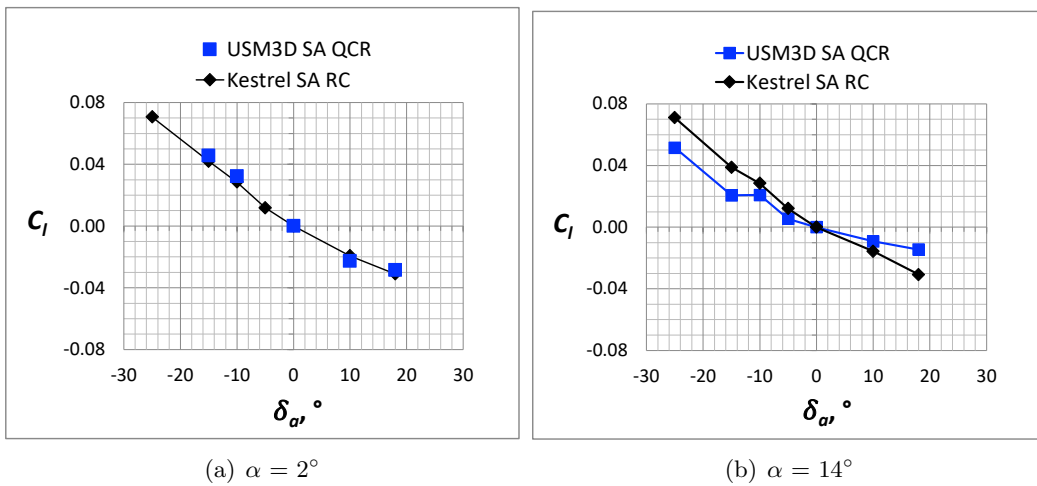 USM3D SA QCR
Kestrel SA RC
0.08
0.04
0.00
-0.04
-0.08
C_l
-30 -20 -10 0 10 20 30
δ_a, °
(a) α = 2°
USM3D SA QCR
Kestrel SA RC
0.08
0.04
0.00
-0.04
-0.08
C_l
-30 -20 -10 0 10 20 30
δ_a, °
(b) α = 14°